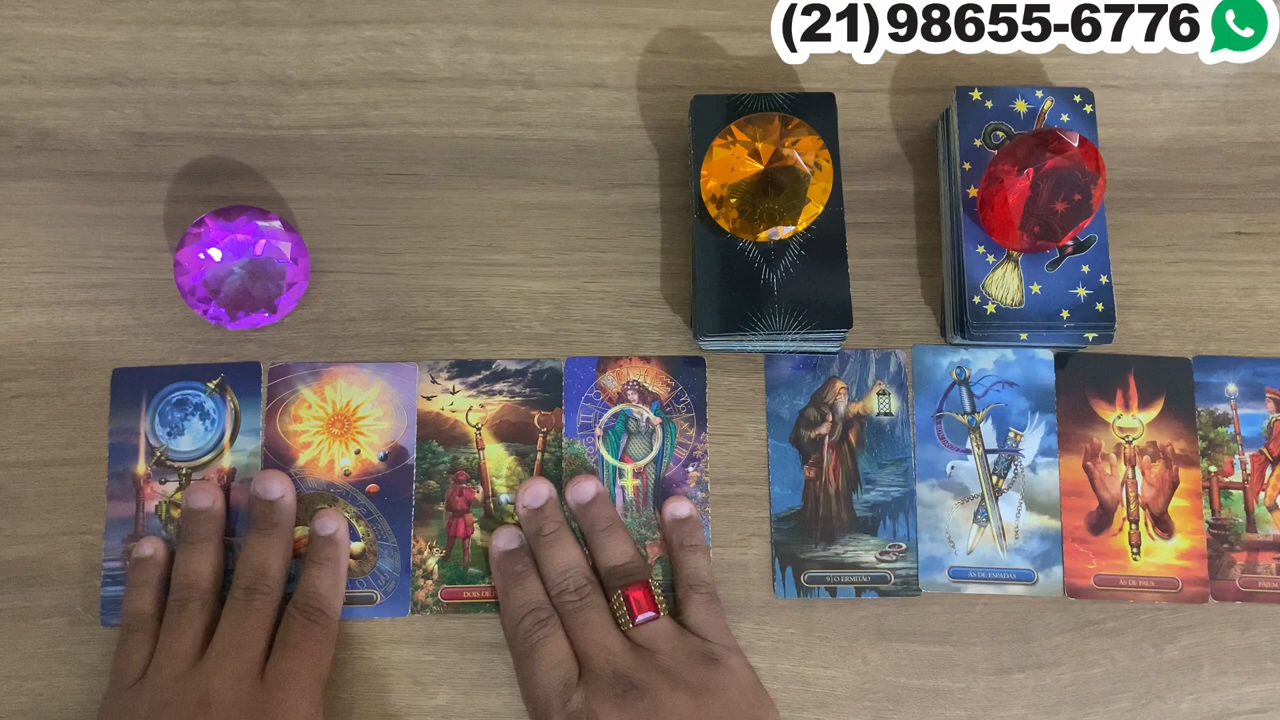 (21)98655-6776
DOIS DE
9 | O ERMITÃO
ÁS DE ESPADAS
ÁS DE PAUS